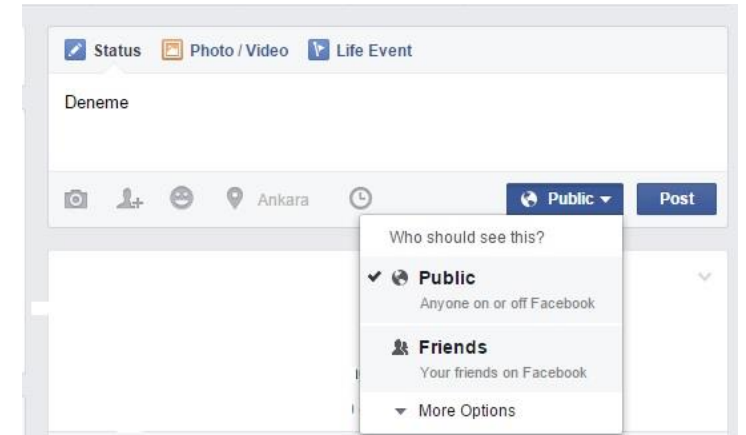 Status Photo / Video Life Event
Deneme
Ankara Public Post
Who should see this?
Public
Anyone on or off Facebook
Friends
Your friends on Facebook
More Options